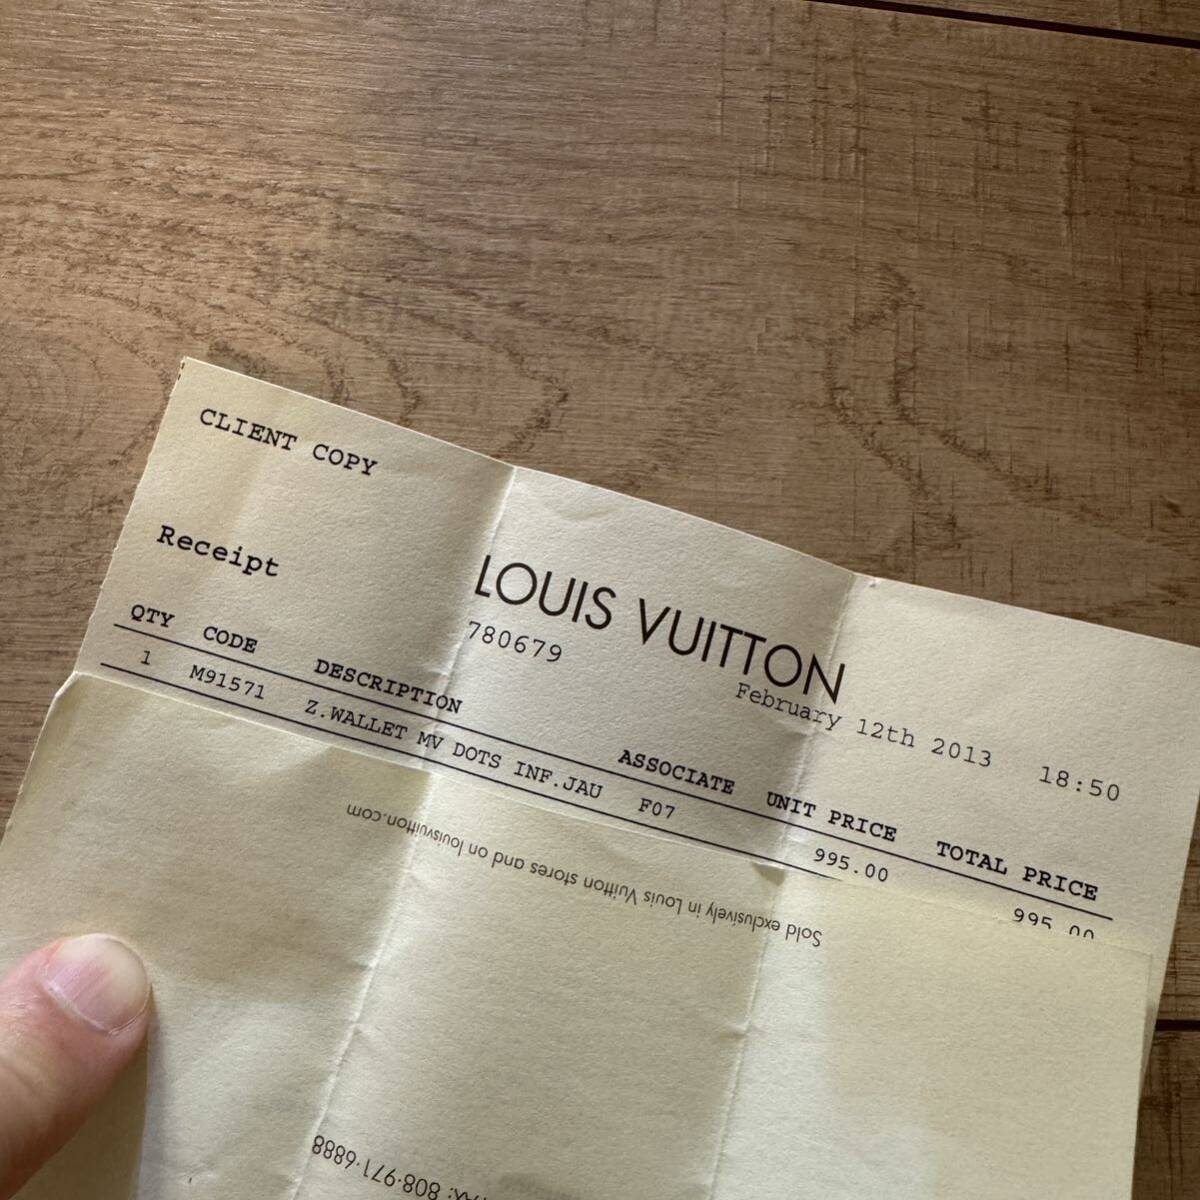 CLIENT COPY
Receipt
LOUIS VUITTON
780679
February 12th 2013 18:50
QTY CODE DESCRIPTION ASSOCIATE UNIT PRICE TOTAL PRICE
1 M91571 Z.WALLET MV DOTS INF.JAU F07 995.00 995.00
Sold exclusively in Louis Vuitton stores and on louisvuitton.com
808-971-6888